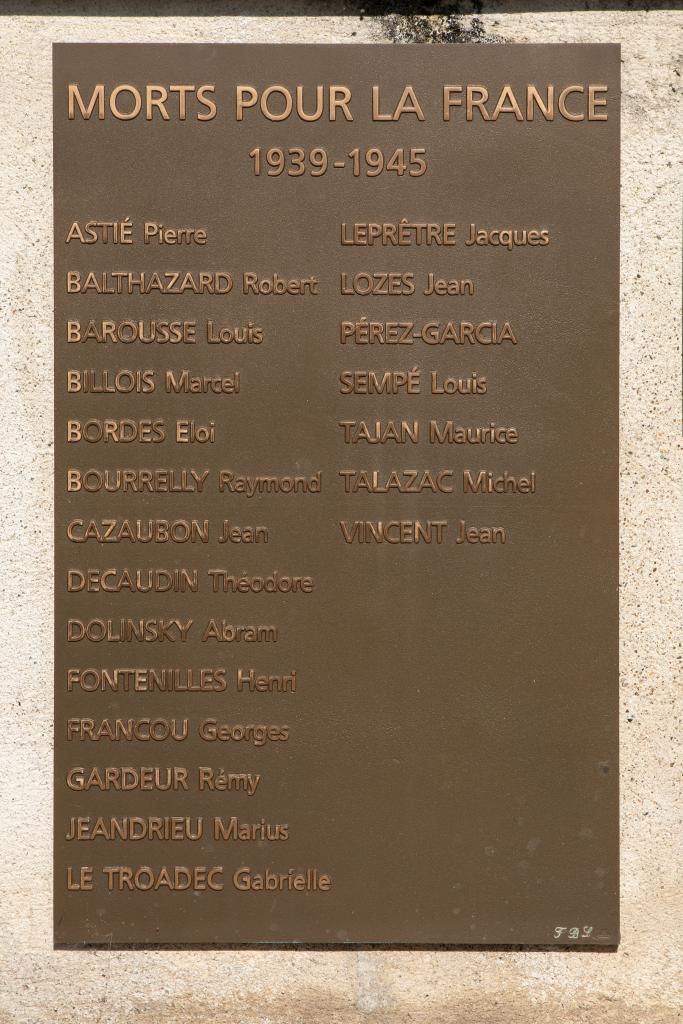 MORTS POUR LA FRANCE
1939-1945
ASTIÉ Pierre
BALTHAZARD Robert
BAROUSSE Louis
BILLOIS Marcel
BORDES Eloi
BOURRELLY Raymond
CAZAUBON Jean
DECAUDIN Théodore
DOLINSKY Abram
FONTENILLES Henri
FRANCOU Georges
GARDEUR Rémy
JEANDRIEU Marius
LE TROADEC Gabrielle
LEPRÊTRE Jacques
LOZES Jean
PÉREZ-GARCIA
SEMPÉ Louis
TAJAN Maurice
TALAZAC Michel
VINCENT Jean
F B L